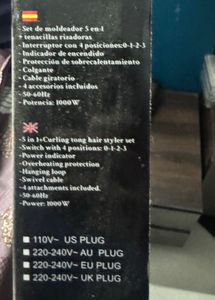 -Set de moldeador 5 en 1
+ tenacillas rizadoras
-Interruptor con 4 posiciones:0-1-2-3
-Indicador de encendido
-Protección de sobrecalentamiento
-Colgante
-Cable giratorio
-4 accesorios incluidos
-50-60Hz
-Potencia: 1000W
-5 in 1+Curling tong hair styler set
-Switch with 4 positions: 0-1-2-3
-Power indicator
-Overheating protection
-Hanging loop
-Swivel cable
-4 attachments included.
-50-60Hz
-Power: 1000W
110V~ US PLUG
220-240V~ AU PLUG
220-240V~ EU PLUG
220-240V~ UK PLUG